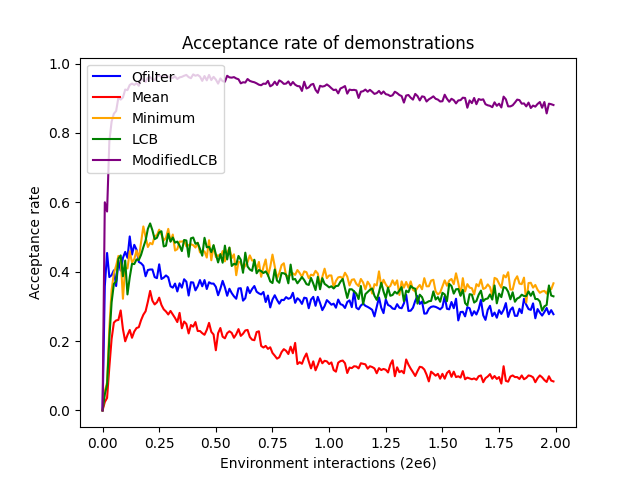 Acceptance rate of demonstrations
Acceptance rate
1.0
0.8
0.6
0.4
0.2
0.0
Qfilter
Mean
Minimum
LCB
ModifiedLCB
0.00 0.25 0.50 0.75 1.00 1.25 1.50 1.75 2.00
Environment interactions (2e6)